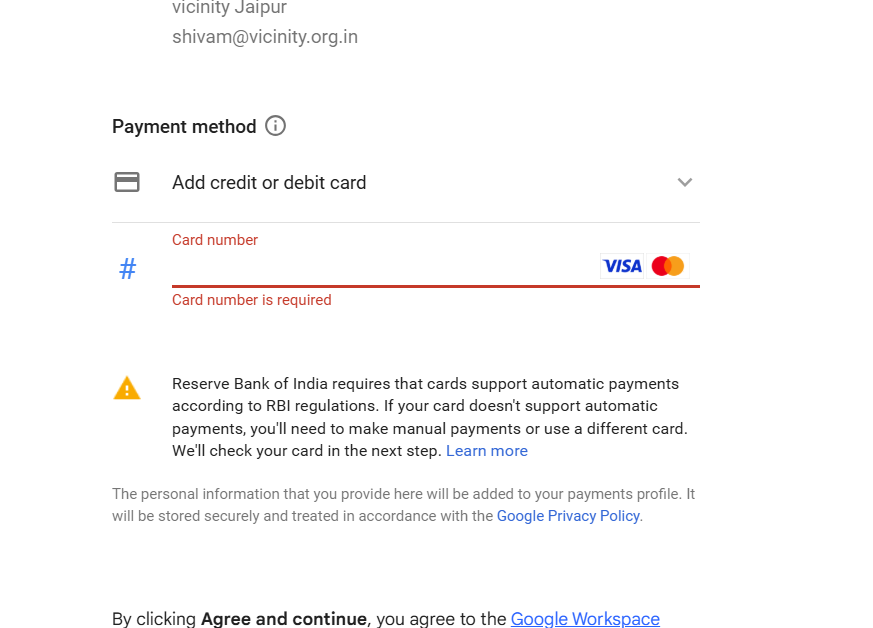 vicinity Jaipur
shivam@vicinity.org.in
Payment method
Add credit or debit card
Card number
#
VISA
Card number is required
Reserve Bank of India requires that cards support automatic payments
according to RBI regulations. If your card doesn't support automatic
payments, you'll need to make manual payments or use a different card.
We'll check your card in the next step. Learn more
The personal information that you provide here will be added to your payments profile. It
will be stored securely and treated in accordance with the Google Privacy Policy.
By clicking Agree and continue, you agree to the Google Workspace